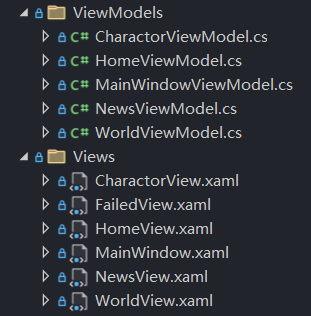 ViewModels
C# CharactorViewModel.cs
C# HomeViewModel.cs
C# MainWindowViewModel.cs
C# NewsViewModel.cs
C# WorldViewModel.cs
Views
CharactorView.xaml
FailedView.xaml
HomeView.xaml
MainWindow.xaml
NewsView.xaml
WorldView.xaml